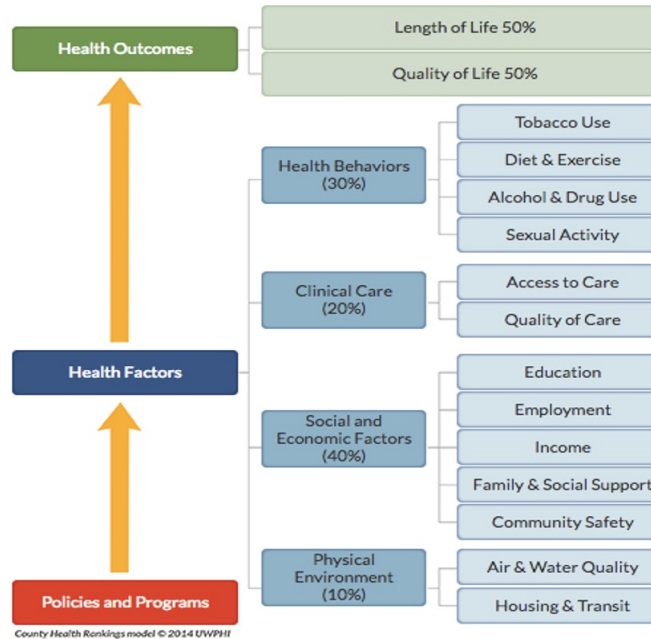 Health Outcomes
Length of Life 50%
Quality of Life 50%
Health Behaviors
(30%)
Tobacco Use
Diet & Exercise
Alcohol & Drug Use
Sexual Activity
Clinical Care
(20%)
Access to Care
Quality of Care
Health Factors
Social and
Economic Factors
(40%)
Education
Employment
Income
Family & Social Support
Community Safety
Physical
Environment
(10%)
Air & Water Quality
Housing & Transit
Policies and Programs
County Health Rankings model © 2014 UWPHI